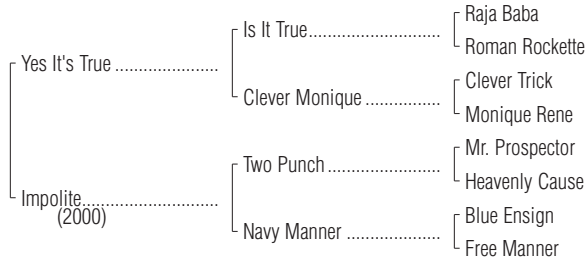 Raja Baba
Is It True........................................
Roman Rockette
Yes It's True ................................
Clever Trick
Clever Monique .......................
Monique Rene
Mr. Prospector
Two Punch ...................................
Heavenly Cause
Impolite..........................................
(2000)
Blue Ensign
Navy Manner .............................
Free Manner